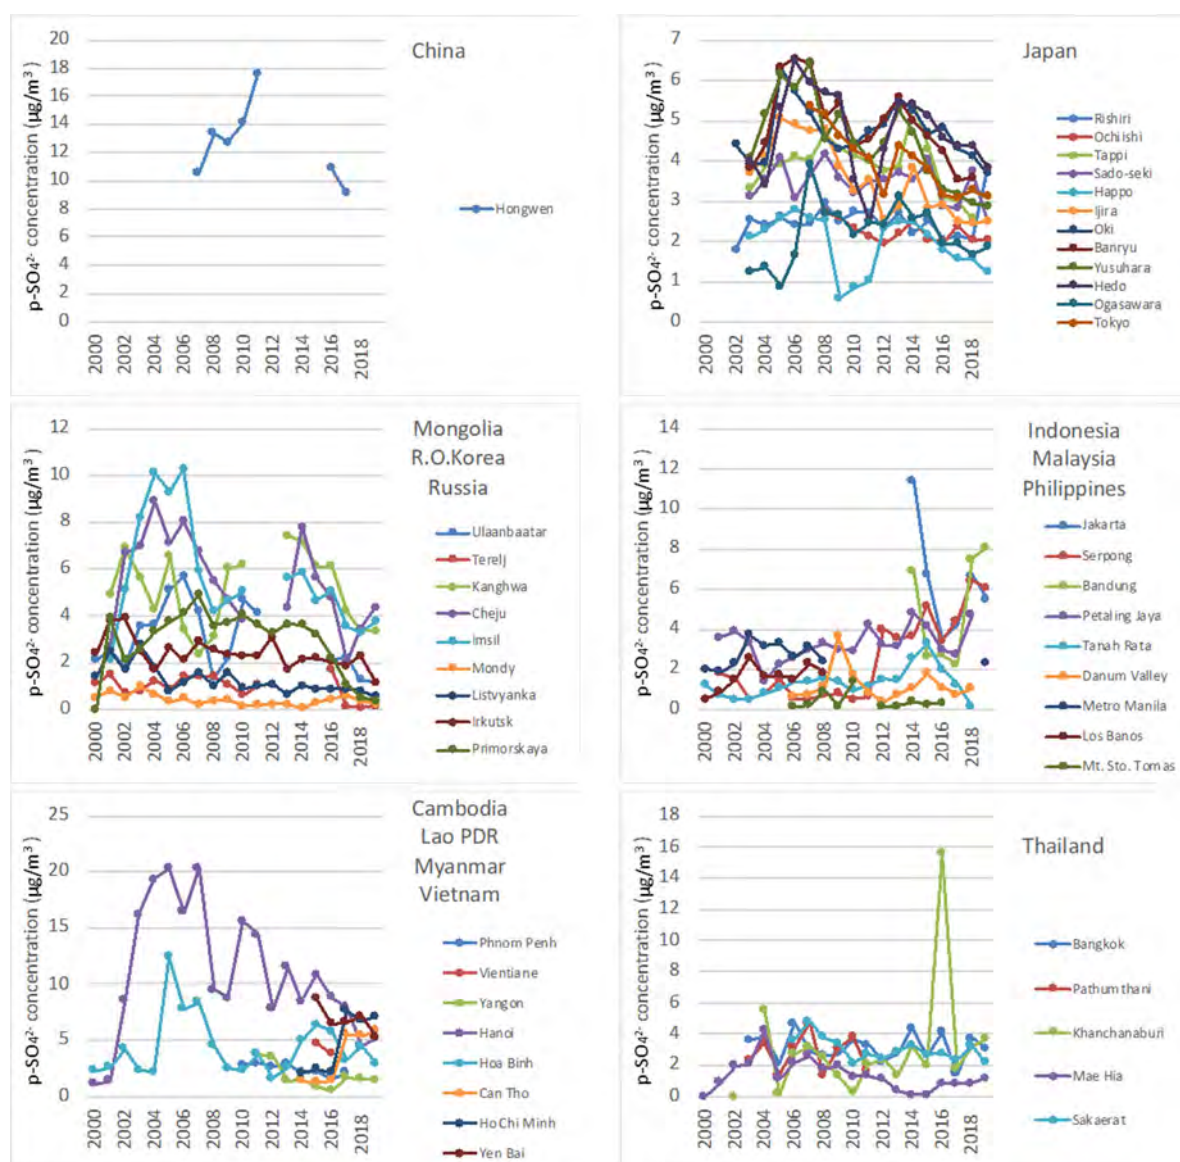 China
p-SO₄²⁻ concentration (µg/m³)
20
18
16
14
12
10
8
6
4
2
0
2000
2002
2004
2006
2008
2010
2012
2014
2016
2018
Hongwen
Japan
p-SO₄²⁻ concentration (µg/m³)
7
6
5
4
3
2
1
0
2000
2002
2004
2006
2008
2010
2012
2014
2016
2018
Rishiri
Ochiishi
Tappi
Sado-seki
Happo
Ijira
Oki
Banryu
Yusuhara
Hedo
Ogasawara
Tokyo
Mongolia
R.O.Korea
Russia
p-SO₄²⁻ concentration (µg/m³)
12
10
8
6
4
2
0
2000
2002
2004
2006
2008
2010
2012
2014
2016
2018
Ulaanbaatar
Terelj
Kanghwa
Cheju
Imsil
Mondy
Listvyanka
Irkutsk
Primorskaya
Indonesia
Malaysia
Philippines
p-SO₄²⁻ concentration (µg/m³)
14
12
10
8
6
4
2
0
2000
2002
2004
2006
2008
2010
2012
2014
2016
2018
Jakarta
Serpong
Bandung
Petaling Jaya
Tanah Rata
Danum Valley
Metro Manila
Los Banos
Mt. Sto. Tomas
Cambodia
Lao PDR
Myanmar
Vietnam
p-SO₄²⁻ concentration (µg/m³)
25
20
15
10
5
0
2000
2002
2004
2006
2008
2010
2012
2014
2016
2018
Phnom Penh
Vientiane
Yangon
Hanoi
Hoa Binh
Can Tho
Ho Chi Minh
Yen Bai
Thailand
p-SO₄²⁻ concentration (µg/m³)
18
16
14
12
10
8
6
4
2
0
2000
2002
2004
2006
2008
2010
2012
2014
2016
2018
Bangkok
Pathumthani
Khanchanaburi
Mae Hia
Sakaerat